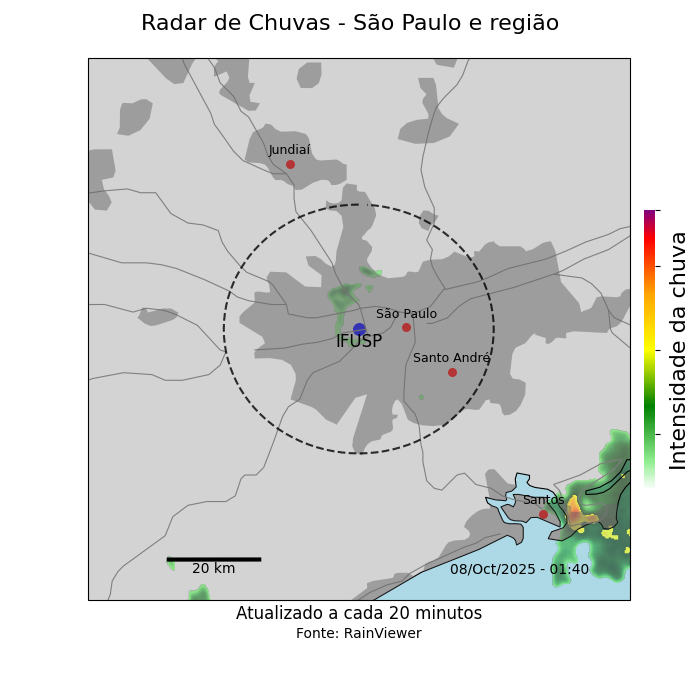 Radar de Chuvas - São Paulo e região
Jundiaí
São Paulo
IFUSP
Santo André
Intensidade da chuva
Santos
20 km
08/Oct/2025 - 01:40
Atualizado a cada 20 minutos
Fonte: RainViewer